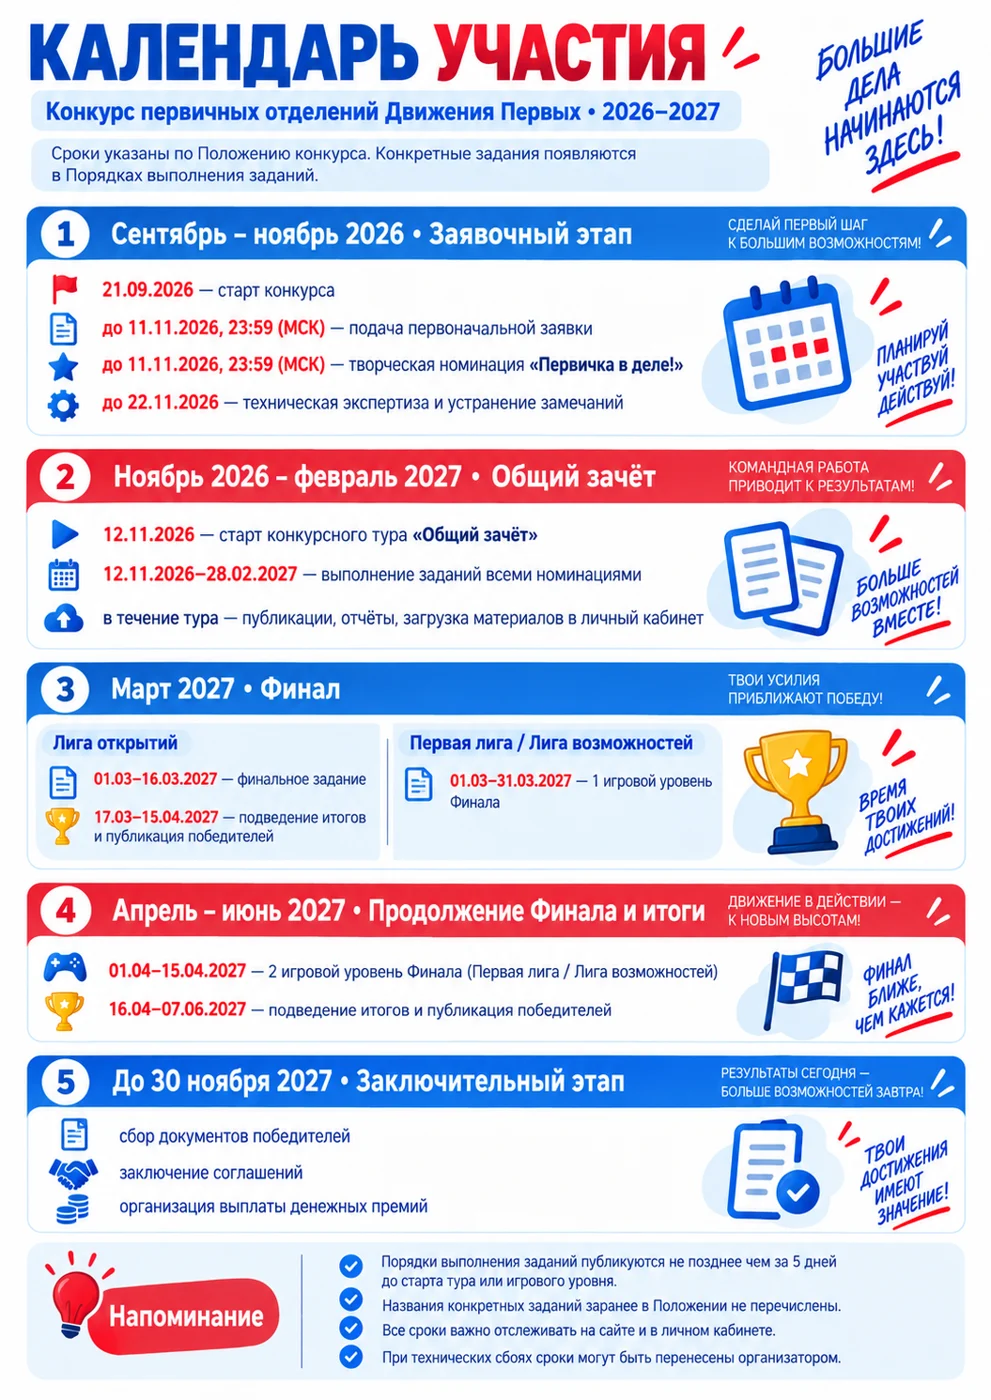 КАЛЕНДАРЬ УЧАСТИЯ
БОЛЬШИЕ
ДЕЛА
НАЧИНАЮТСЯ
ЗДЕСЬ!
Конкурс первичных отделений Движения Первых • 2026–2027
Сроки указаны по Положению конкурса. Конкретные задания появляются
в Порядках выполнения заданий.
1 Сентябрь – ноябрь 2026 • Заявочный этап
СДЕЛАЙ ПЕРВЫЙ ШАГ
К БОЛЬШИМ ВОЗМОЖНОСТЯМ!
21.09.2026 — старт конкурса
до 11.11.2026, 23:59 (МСК) — подача первоначальной заявки
до 11.11.2026, 23:59 (МСК) — творческая номинация «Первичка в деле!»
до 22.11.2026 — техническая экспертиза и устранение замечаний
ПЛАНИРУЙ
УЧАСТВУЙ
ДЕЙСТВУЙ!
2 Ноябрь 2026 – февраль 2027 • Общий зачёт
КОМАНДНАЯ РАБОТА
ПРИВОДИТ К РЕЗУЛЬТАТАМ!
12.11.2026 — старт конкурсного тура «Общий зачёт»
12.11.2026–28.02.2027 — выполнение заданий всеми номинациями
в течение тура — публикации, отчёты, загрузка материалов в личный кабинет
БОЛЬШЕ
ВОЗМОЖНОСТЕЙ
ВМЕСТЕ!
3 Март 2027 • Финал
ТВОИ УСИЛИЯ
ПРИБЛИЖАЮТ ПОБЕДУ!
Лига открытий
01.03–16.03.2027 — финальное задание
17.03–15.04.2027 — подведение итогов
и публикация победителей
Первая лига / Лига возможностей
01.03–31.03.2027 — 1 игровой уровень
Финала
ВРЕМЯ
ТВОИХ
ДОСТИЖЕНИЙ!
4 Апрель – июнь 2027 • Продолжение Финала и итоги
ДВИЖЕНИЕ В ДЕЙСТВИИ —
К НОВЫМ ВЫСОТАМ!
01.04–15.04.2027 — 2 игровой уровень Финала (Первая лига / Лига возможностей)
16.04–07.06.2027 — подведение итогов и публикация победителей
ФИНАЛ
БЛИЖЕ,
ЧЕМ КАЖЕТСЯ!
5 До 30 ноября 2027 • Заключительный этап
РЕЗУЛЬТАТЫ СЕГОДНЯ —
БОЛЬШЕ ВОЗМОЖНОСТЕЙ ЗАВТРА!
сбор документов победителей
заключение соглашений
организация выплаты денежных премий
ТВОИ
ДОСТИЖЕНИЯ
ИМЕЮТ
ЗНАЧЕНИЕ!
Напоминание
Порядки выполнения заданий публикуются не позднее чем за 5 дней
до старта тура или игрового уровня.
Названия конкретных заданий заранее в Положении не перечислены.
Все сроки важно отслеживать на сайте и в личном кабинете.
При технических сбоях сроки могут быть перенесены организатором.